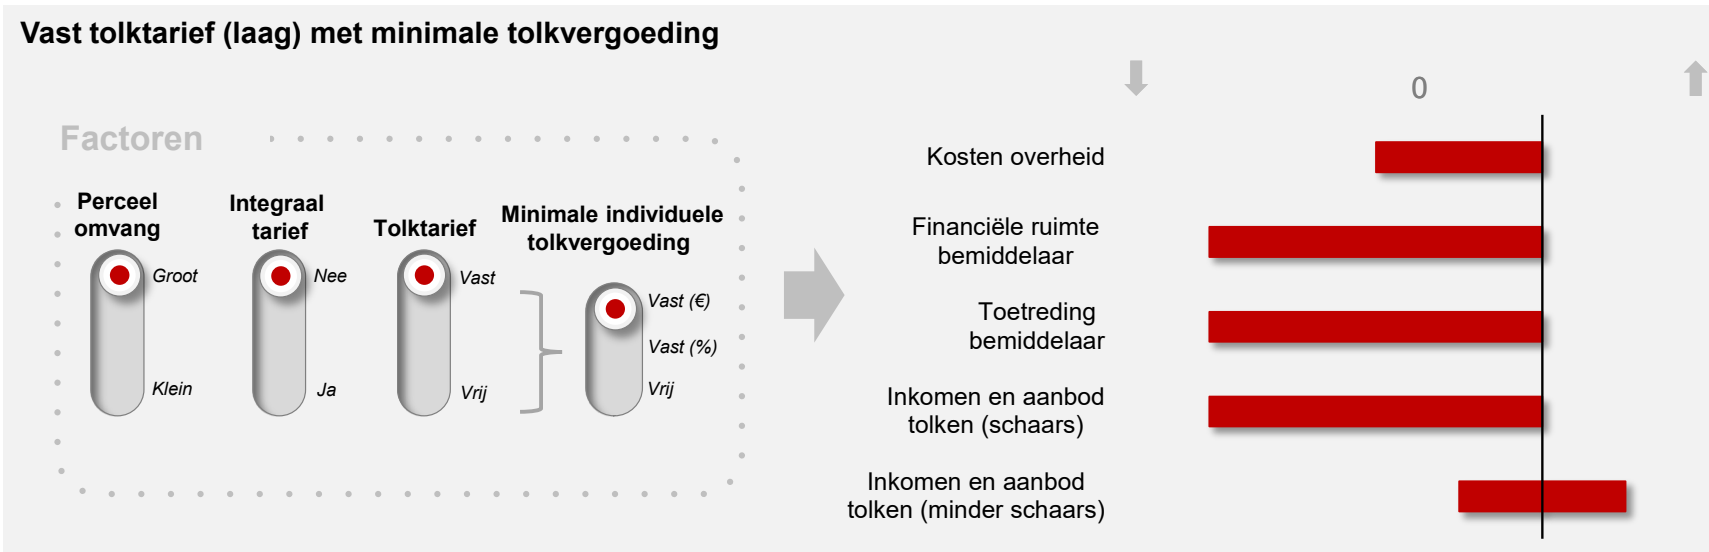 Vast tolktarief (laag) met minimale tolkvergoeding
Factoren
Perceel
omvang
Groot
Klein
Integraal
tarief
Nee
Ja
Tolktarief
Vast
Vrij
Minimale individuele
tolkvergoeding
Vast (€)
Vast (%)
Vrij
0
Kosten overheid
Financiële ruimte
bemiddelaar
Toetreding
bemiddelaar
Inkomen en aanbod
tolken (schaars)
Inkomen en aanbod
tolken (minder schaars)